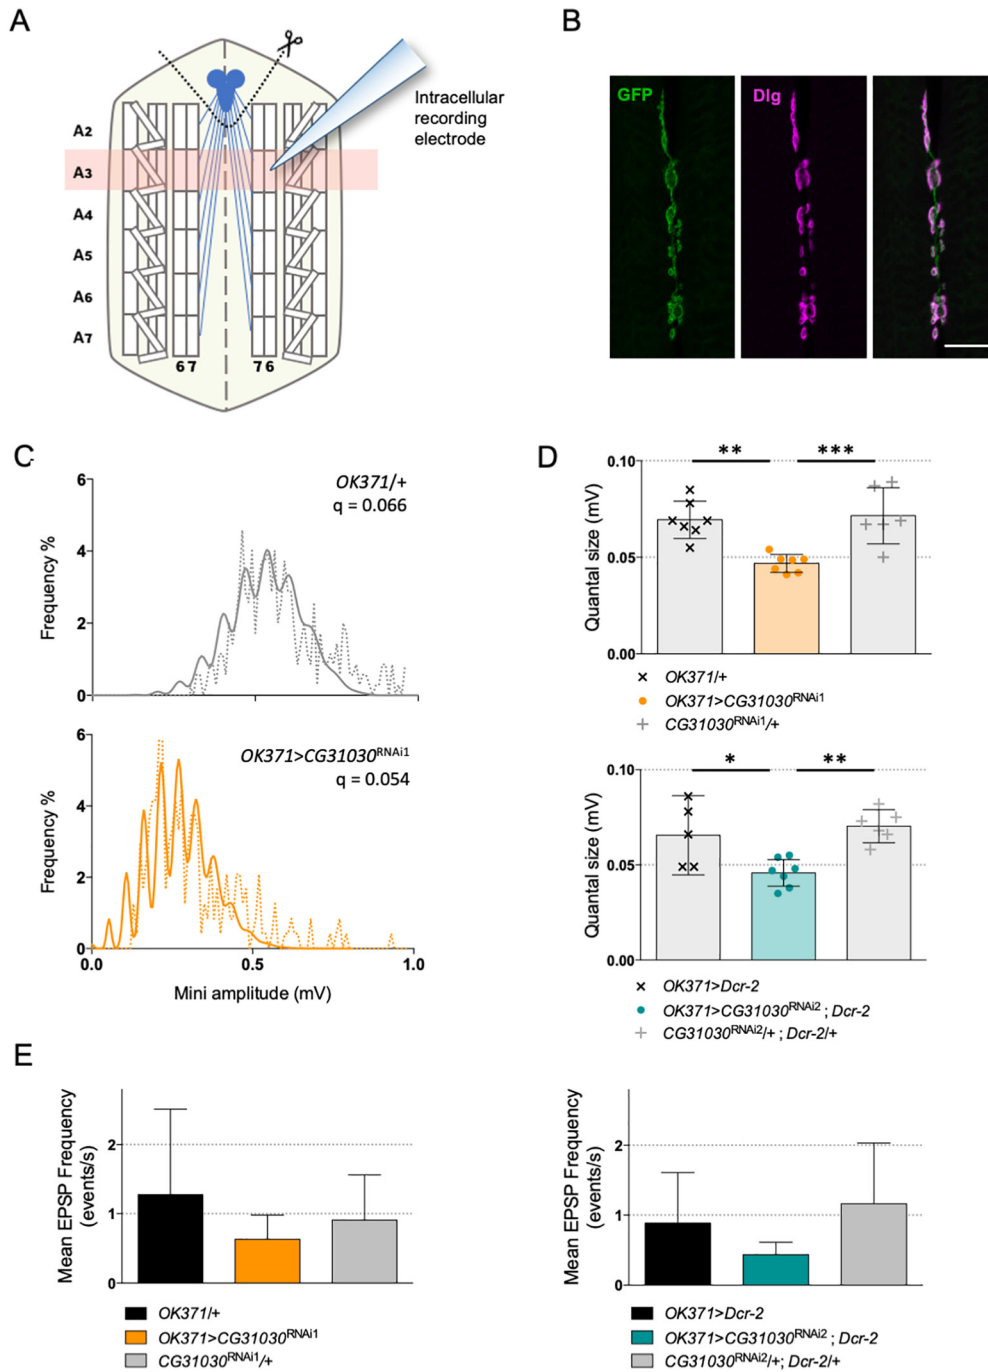 A
Intracellular
recording
electrode
A2
A3
A4
A5
A6
A7
6 7
7 6
B
GFP
Dlg
C
Frequency %
6
4
2
0
OK371/+
q = 0.066
Frequency %
6
4
2
0
OK371>CG31030RNAi1
q = 0.054
0.0
0.5
1.0
Mini amplitude (mV)
D
Quantal size (mV)
0.10
0.05
0.00
**
***
× OK371/+
● OK371>CG31030RNAi1
+ CG31030RNAi1/+
Quantal size (mV)
0.10
0.05
0.00
*
**
× OK371>Dcr-2
● OK371>CG31030RNAi2 ; Dcr-2
+ CG31030RNAi2/+ ; Dcr-2/+
E
Mean EPSP Frequency
(events/s)
2
1
0
OK371/+
OK371>CG31030RNAi1
CG31030RNAi1/+
Mean EPSP Frequency
(events/s)
2
1
0
OK371>Dcr-2
OK371>CG31030RNAi2 ; Dcr-2
CG31030RNAi2/+; Dcr-2/+